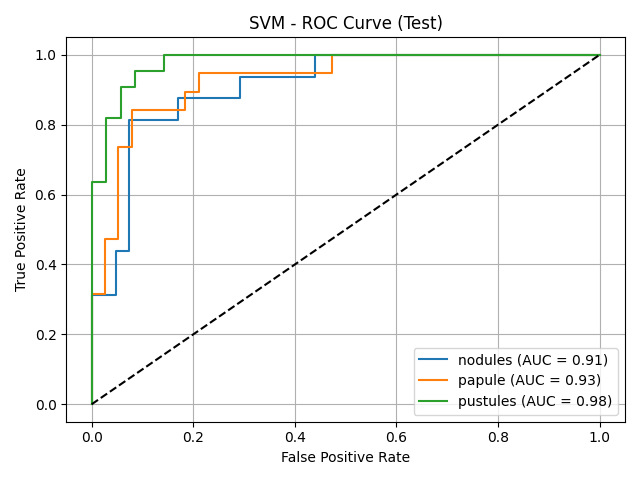 SVM - ROC Curve (Test)
True Positive Rate
1.0
0.8
0.6
0.4
0.2
0.0
0.0 0.2 0.4 0.6 0.8 1.0
False Positive Rate
nodules (AUC = 0.91)
papule (AUC = 0.93)
pustules (AUC = 0.98)